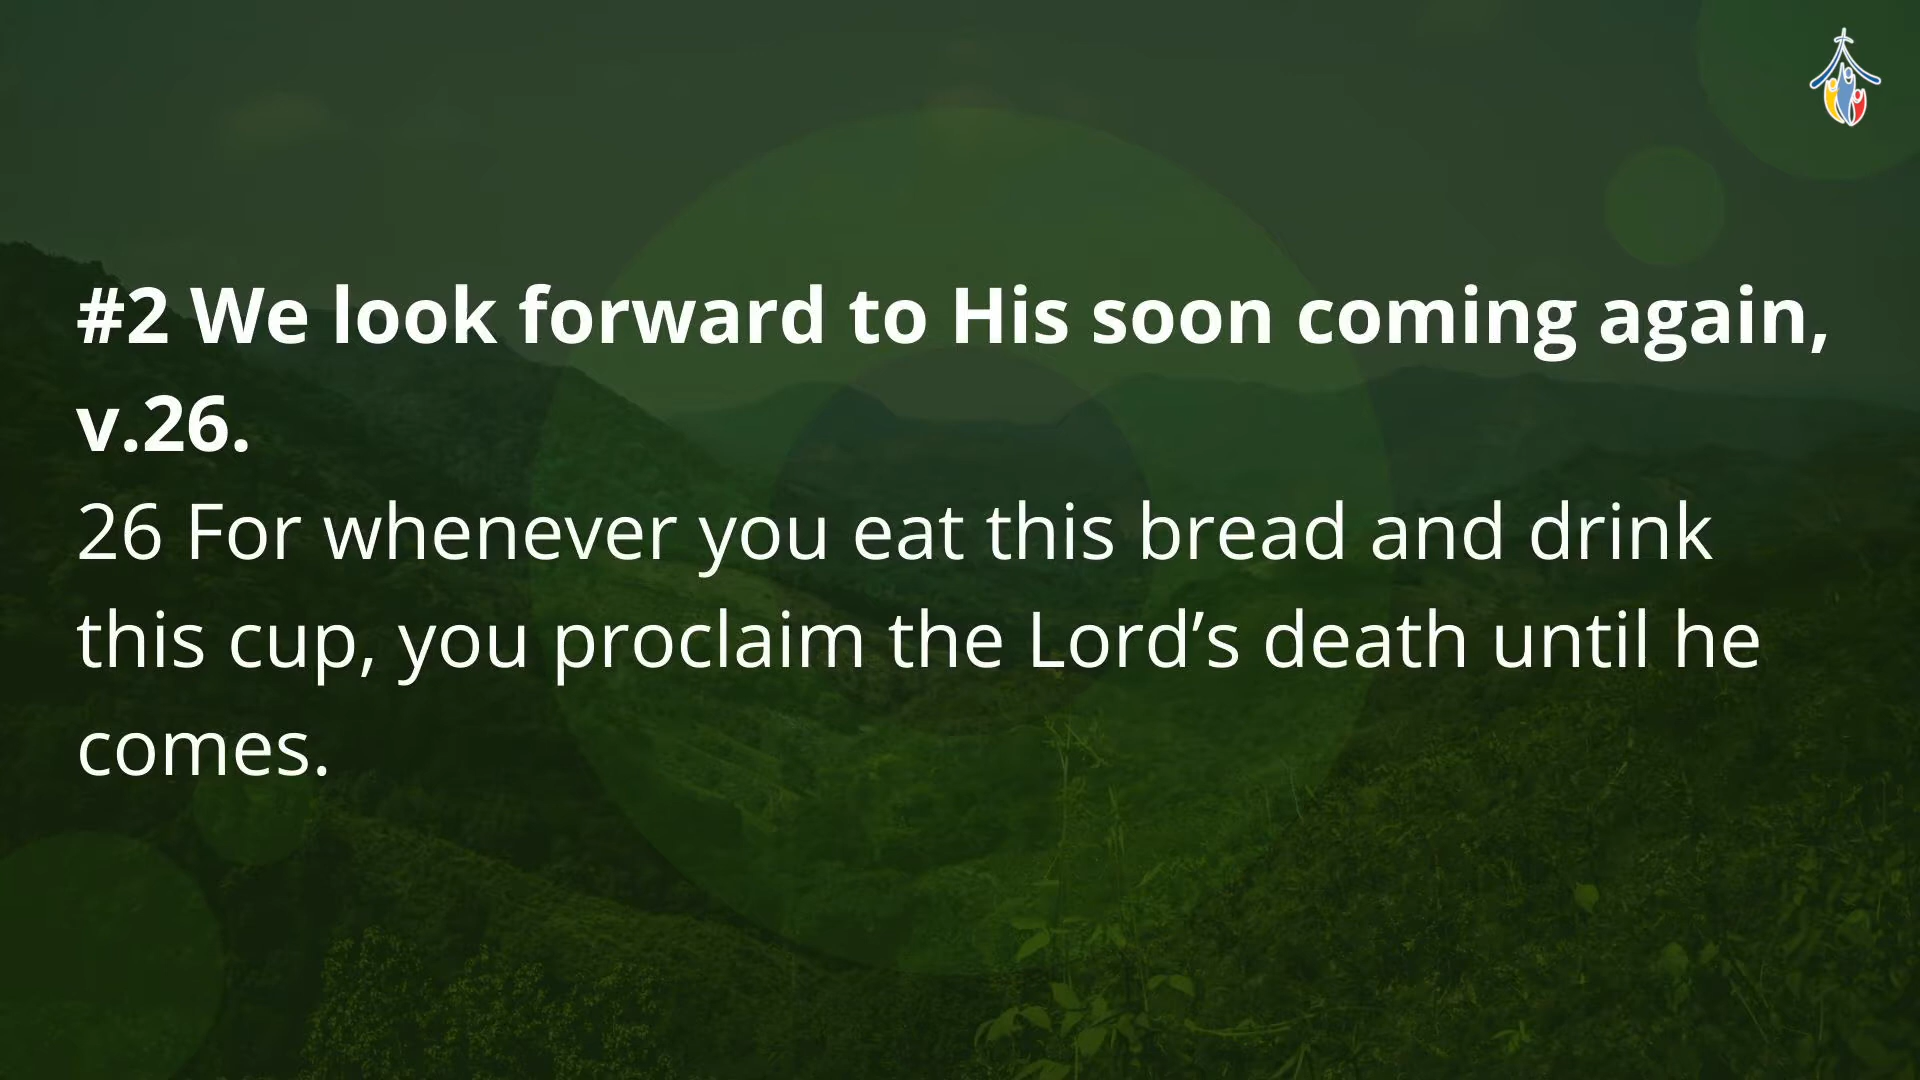 #2 We look forward to His soon coming again,
v.26.
26 For whenever you eat this bread and drink
this cup, you proclaim the Lord’s death until he
comes.